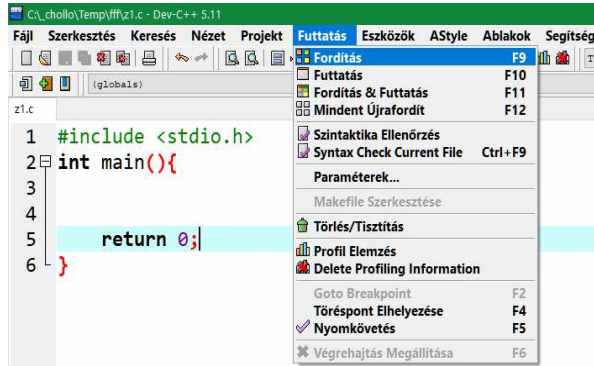 C:\_chollo\Temp\fff\z1.c - Dev-C++ 5.11
Fájl Szerkesztés Keresés Nézet Projekt Futtatás Eszközök AStyle Ablakok Segítség
(globals)
z1.c
1 #include <stdio.h>
2 int main(){
3
4
5 return 0;
6 }
Fordítás F9
Futtatás F10
Fordítás & Futtatás F11
Mindent Újrafordít F12
Szintaktika Ellenőrzés
Syntax Check Current File Ctrl+F9
Paraméterek...
Makefile Szerkesztése
Törlés/Tisztítás
Profil Elemzés
Delete Profiling Information
Goto Breakpoint F2
Töréspont Elhelyezése F4
Nyomkövetés F5
Végrehajtás Megállítása F6